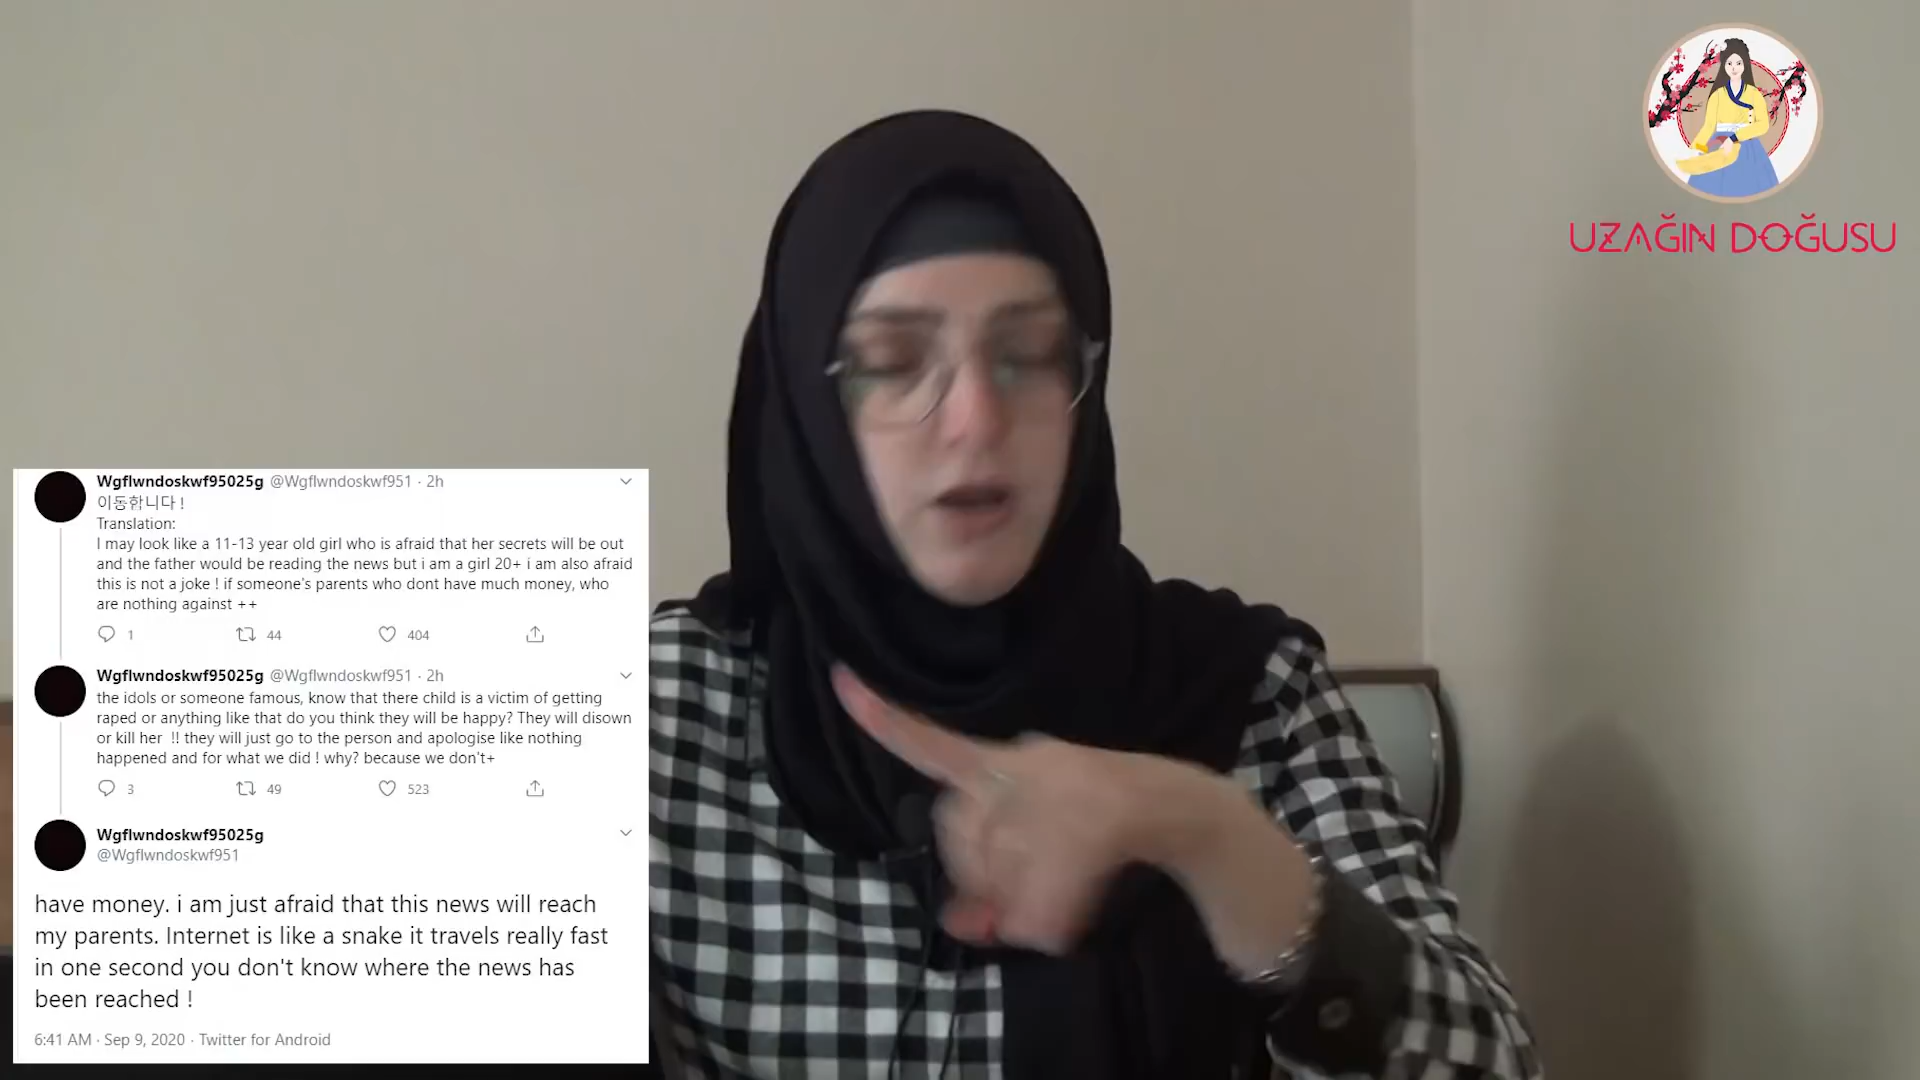 UZAĞIN DOĞUSU
Wgflwndoskwf95025g @Wgflwndoskwf951 · 2h
이동합니다 !
Translation:
I may look like a 11-13 year old girl who is afraid that her secrets will be out
and the father would be reading the news but i am a girl 20+ i am also afraid
this is not a joke ! if someone's parents who dont have much money, who
are nothing against ++
1 44 404
Wgflwndoskwf95025g @Wgflwndoskwf951 · 2h
the idols or someone famous, know that there child is a victim of getting
raped or anything like that do you think they will be happy? They will disown
or kill her !! they will just go to the person and apologise like nothing
happened and for what we did ! why? because we don't+
3 49 523
Wgflwndoskwf95025g
@Wgflwndoskwf951
have money. i am just afraid that this news will reach
my parents. Internet is like a snake it travels really fast
in one second you don't know where the news has
been reached !
6:41 AM · Sep 9, 2020 · Twitter for Android